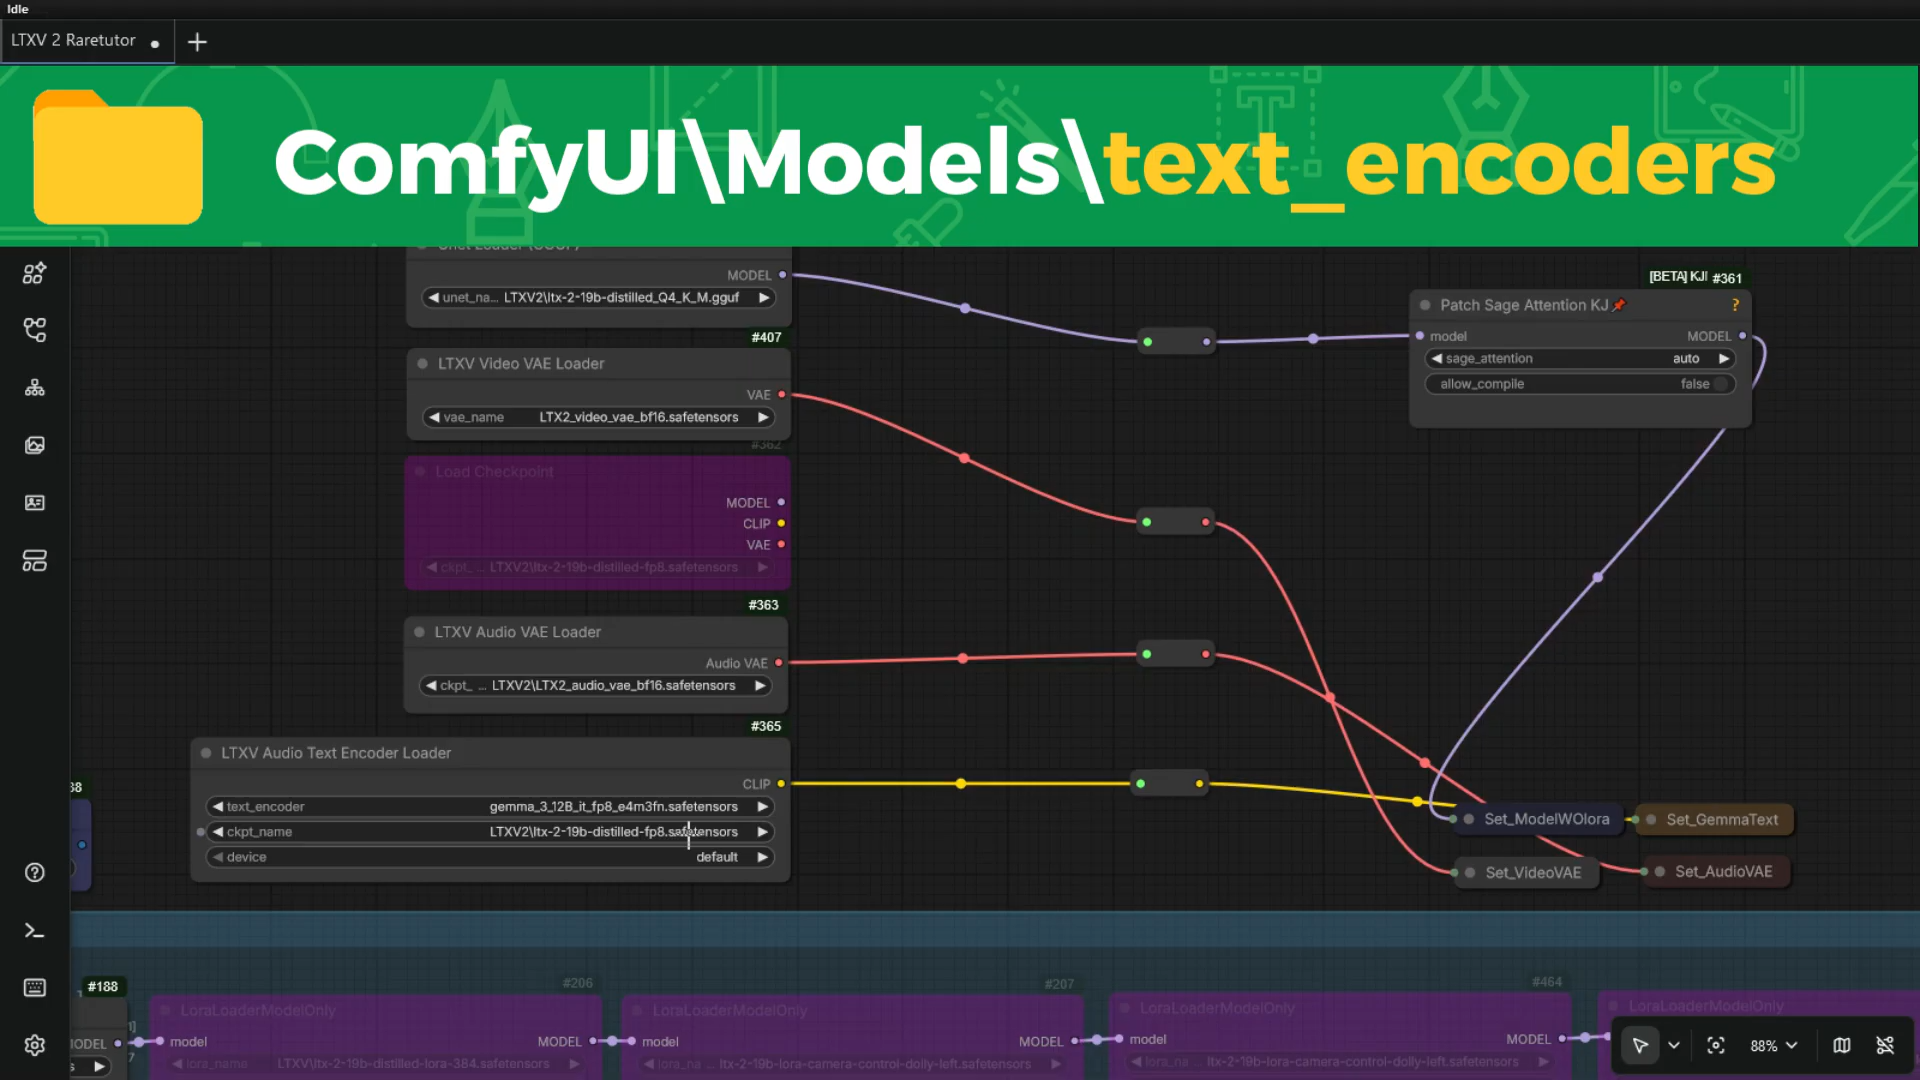 Idle
LTXV 2 Raretutor
ComfyUI\Models\text_encoders
MODEL
unet_na... LTXV2\ltx-2-19b-distilled_Q4_K_M.gguf
#407
LTXV Video VAE Loader
VAE
vae_name LTX2_video_vae_bf16.safetensors
#362
Load Checkpoint
MODEL
CLIP
VAE
ckpt_... LTXV2\ltx-2-19b-distilled-fp8.safetensors
#363
LTXV Audio VAE Loader
Audio VAE
ckpt_ ... LTXV2\LTX2_audio_vae_bf16.safetensors
#365
LTXV Audio Text Encoder Loader
CLIP
text_encoder gemma_3_12B_it_fp8_e4m3fn.safetensors
ckpt_name LTXV2\ltx-2-19b-distilled-fp8.safetensors
device default
[BETA] KJ #361
Patch Sage Attention KJ ?
model MODEL
sage_attention auto
allow_compile false
Set_ModelWOlora
Set_GemmaText
Set_VideoVAE
Set_AudioVAE
#188
#206
LoraLoaderModelOnly
model MODEL
lora_name LTXV\ltx-2-19b-distilled-lora-384.safetensors
#207
LoraLoaderModelOnly
model MODEL
lora_na ... ltx-2-19b-lora-camera-control-dolly-left.safetensors
#464
LoraLoaderModelOnly
model MODEL
lora_na ... ltx-2-19b-lora-camera-control-dolly-left.safetensors
LoraLoaderModelOnly
88%